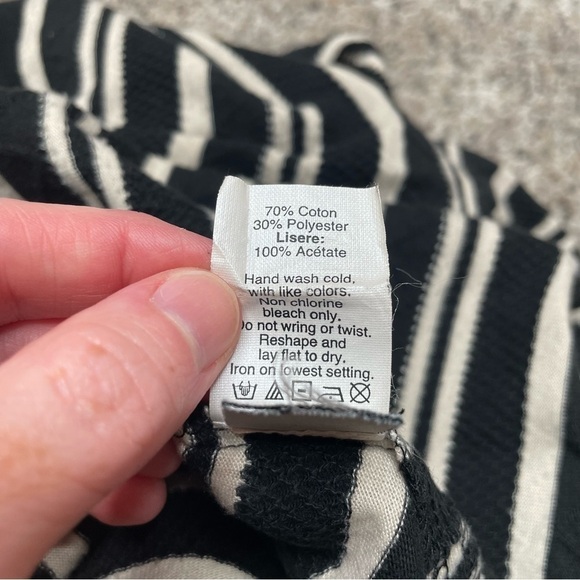 70% Coton
30% Polyester
Lisere:
100% Acétate
Hand wash cold,
with like colors.
Non chlorine
bleach only.
Do not wring or twist.
Reshape and
lay flat to dry.
Iron on lowest setting.